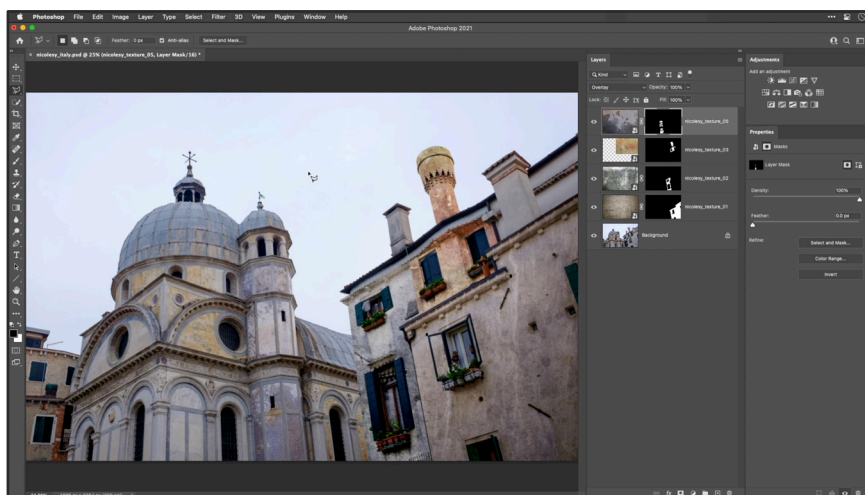 Photoshop File Edit Image Layer Type Select Filter 3D View Plugins Window Help
Adobe Photoshop 2021
Feather: 0 px Anti-alias Select and Mask...
× nicolesy_italy.psd @ 25% (nicolesy_texture_05, Layer Mask/16) *
Layers
Kind
Overlay Opacity: 100%
Lock: Fill: 100%
nicolesy_texture_05
nicolesy_texture_03
nicolesy_texture_02
nicolesy_texture_01
Background
fx
Adjustments
Add an adjustment
Properties
Masks
Layer Mask
Density: 100%
Feather: 0.0 px
Refine: Select and Mask...
Color Range...
Invert